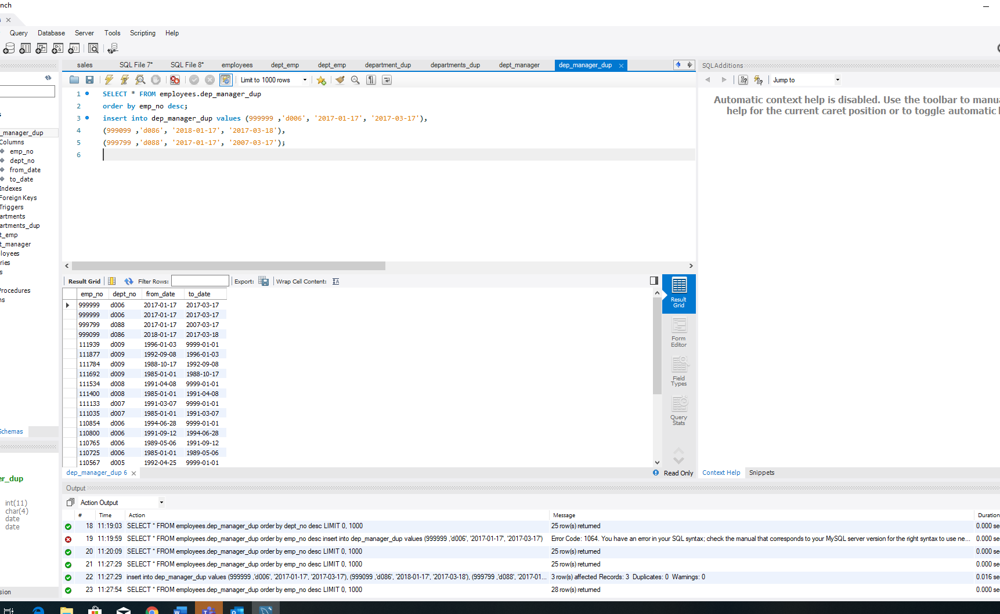 nch
s
Query Database Server Tools Scripting Help
sales SQL File 7* SQL File 8* employees dept_emp dept_emp department_dup departments_dup dept_manager dep_manager_dup
SQLAdditions
Limit to 1000 rows
Jump to
1 SELECT * FROM employees.dep_manager_dup
2 order by emp_no desc;
3 insert into dep_manager_dup values (999999 ,'d006', '2017-01-17', '2017-03-17'),
4 (999099 ,'d086', '2018-01-17', '2017-03-18'),
5 (999799 ,'d088', '2017-01-17', '2007-03-17');
6
Automatic context help is disabled. Use the toolbar to manua
help for the current caret position or to toggle automatic
s
_manager_dup
Columns
emp_no
dept_no
from_date
to_date
Indexes
Foreign Keys
Triggers
artments
artments_dup
t_emp
t_manager
loyees
ries
s
Procedures
ns
Schemas
er_dup
int(11)
char(4)
date
date
sion
Result Grid Filter Rows: Export: Wrap Cell Content:
emp_no dept_no from_date to_date
999999 d006 2017-01-17 2017-03-17
999999 d006 2017-01-17 2017-03-17
999799 d088 2017-01-17 2007-03-17
999099 d086 2018-01-17 2017-03-18
111939 d009 1996-01-03 9999-01-01
111877 d009 1992-09-08 1996-01-03
111784 d009 1988-10-17 1992-09-08
111692 d009 1985-01-01 1988-10-17
111534 d008 1991-04-08 9999-01-01
111400 d008 1985-01-01 1991-04-08
111133 d007 1991-03-07 9999-01-01
111035 d007 1985-01-01 1991-03-07
110854 d006 1994-06-28 9999-01-01
110800 d006 1991-09-12 1994-06-28
110765 d006 1989-05-06 1991-09-12
110725 d006 1985-01-01 1989-05-06
110567 d005 1992-04-25 9999-01-01
Result
Grid
Form
Editor
Field
Types
Query
Stats
dep_manager_dup 6
Read Only
Context Help Snippets
Output
Action Output
# Time Action Message Duration
18 11:19:03 SELECT * FROM employees.dep_manager_dup order by dept_no desc LIMIT 0, 1000 25 row(s) returned 0.000 se
19 11:19:59 SELECT * FROM employees.dep_manager_dup order by emp_no desc insert into dep_manager_dup values (999999 ,'d006', '2017-01-17', '2017-03-17') Error Code: 1064. You have an error in your SQL syntax; check the manual that corresponds to your MySQL server version for the right syntax to use ne... 0.000 se
20 11:20:09 SELECT * FROM employees.dep_manager_dup order by emp_no desc LIMIT 0, 1000 25 row(s) returned 0.000 se
21 11:27:29 SELECT * FROM employees.dep_manager_dup order by emp_no desc LIMIT 0, 1000 25 row(s) returned 0.000 se
22 11:27:29 insert into dep_manager_dup values (999999 ,'d006', '2017-01-17', '2017-03-17'), (999099 ,'d086', '2018-01-17', '2017-03-18'), (999799 ,'d088', '2017-01... 3 row(s) affected Records: 3 Duplicates: 0 Warnings: 0 0.016 se
23 11:27:54 SELECT * FROM employees.dep_manager_dup order by emp_no desc LIMIT 0, 1000 28 row(s) returned 0.000 se